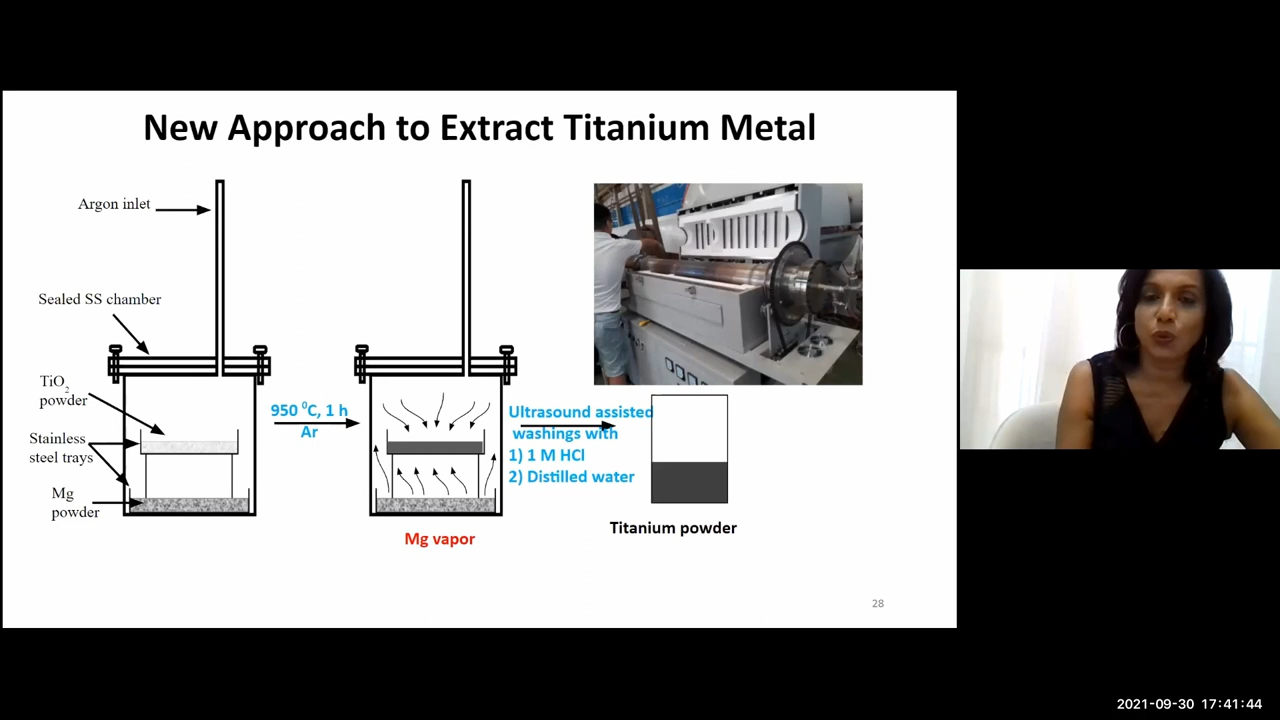 New Approach to Extract Titanium Metal
Argon inlet
Sealed SS chamber
TiO2
powder
Stainless
steel trays
Mg
powder
950 ⁰C, 1 h
Ar
Mg vapor
Ultrasound assisted
washings with
1) 1 M HCl
2) Distilled water
Titanium powder
28
2021-09-30 17:41:44